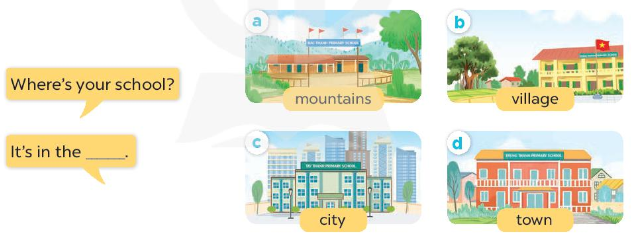 Where's your school?
It's in the _____.
a
mountains
b
village
c
city
d
town